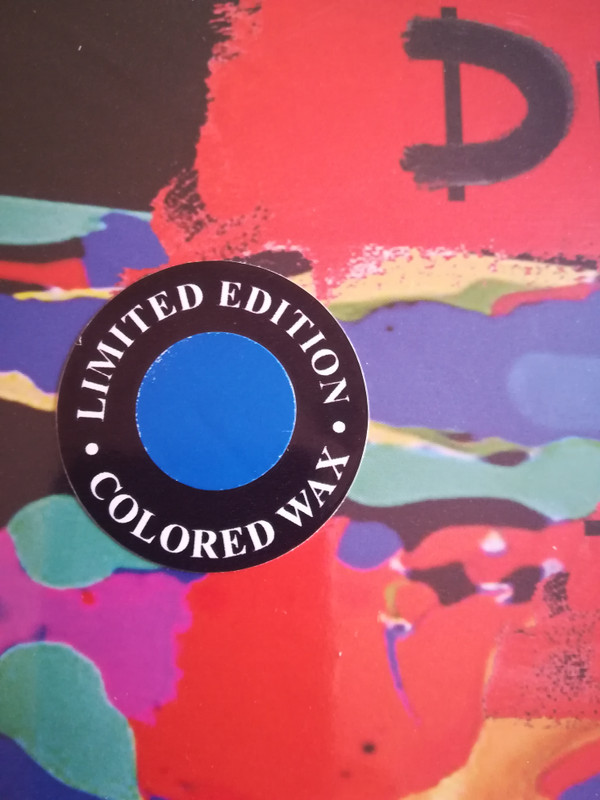 D
LIMITED EDITION
• COLORED WAX •